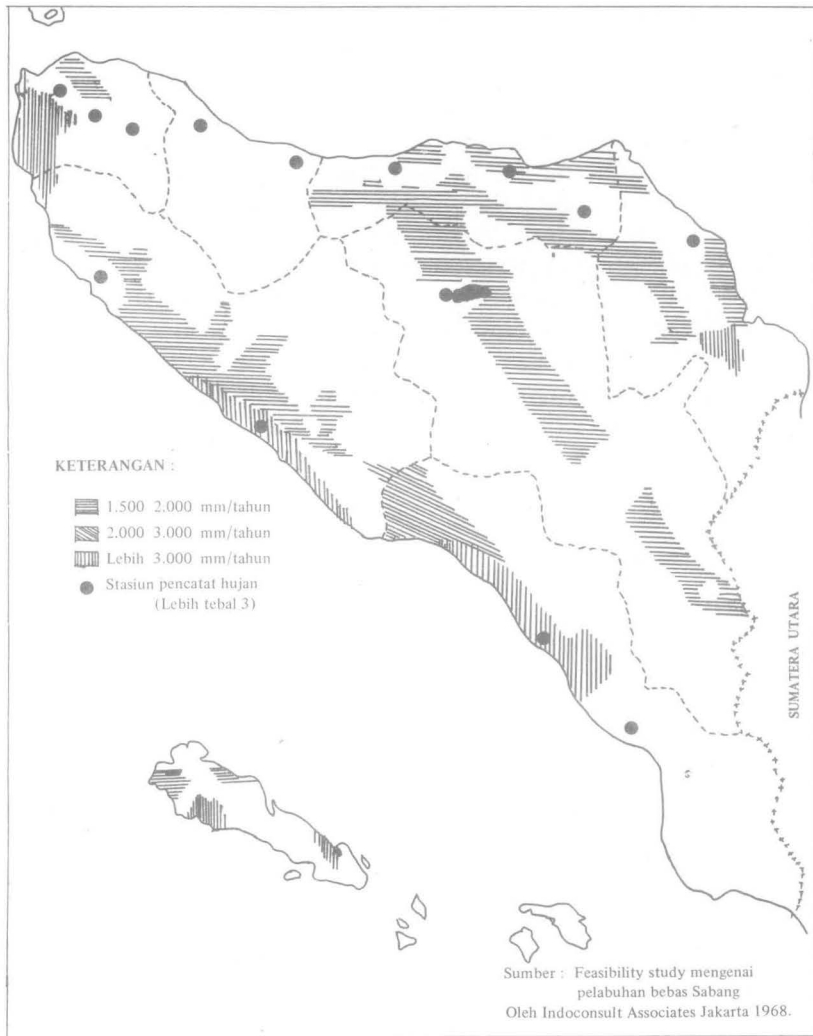 KETERANGAN :
1.500 2.000 mm/tahun
2.000 3.000 mm/tahun
Lebih 3.000 mm/tahun
Stasiun pencatat hujan
(Lebih tebal 3)
SUMATERA UTARA
Sumber : Feasibility study mengenai
pelabuhan bebas Sabang
Oleh Indoconsult Associates Jakarta 1968.